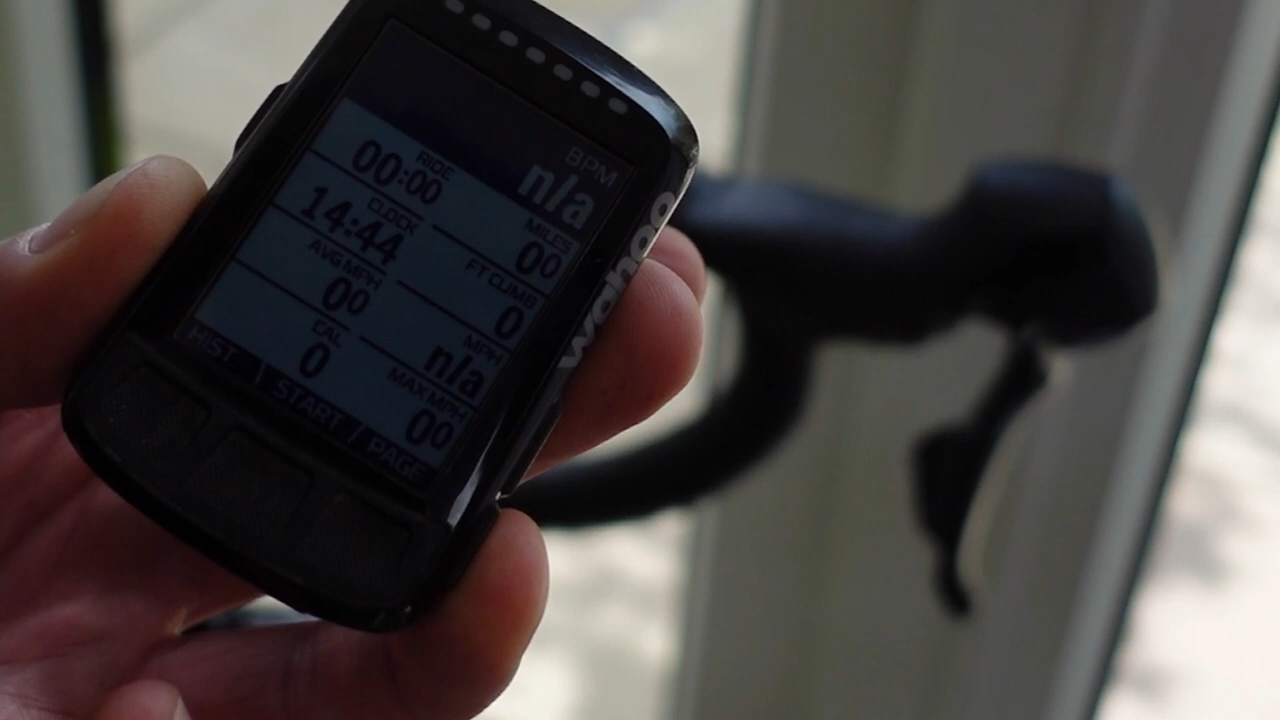 BPM
n/a
RIDE
00:00
MILES
00
CLOCK
14:44
FT CLIMB
0
AVG MPH
00
MPH
n/a
CAL
0
MAX MPH
00
HIST START / PAGE
wahoo